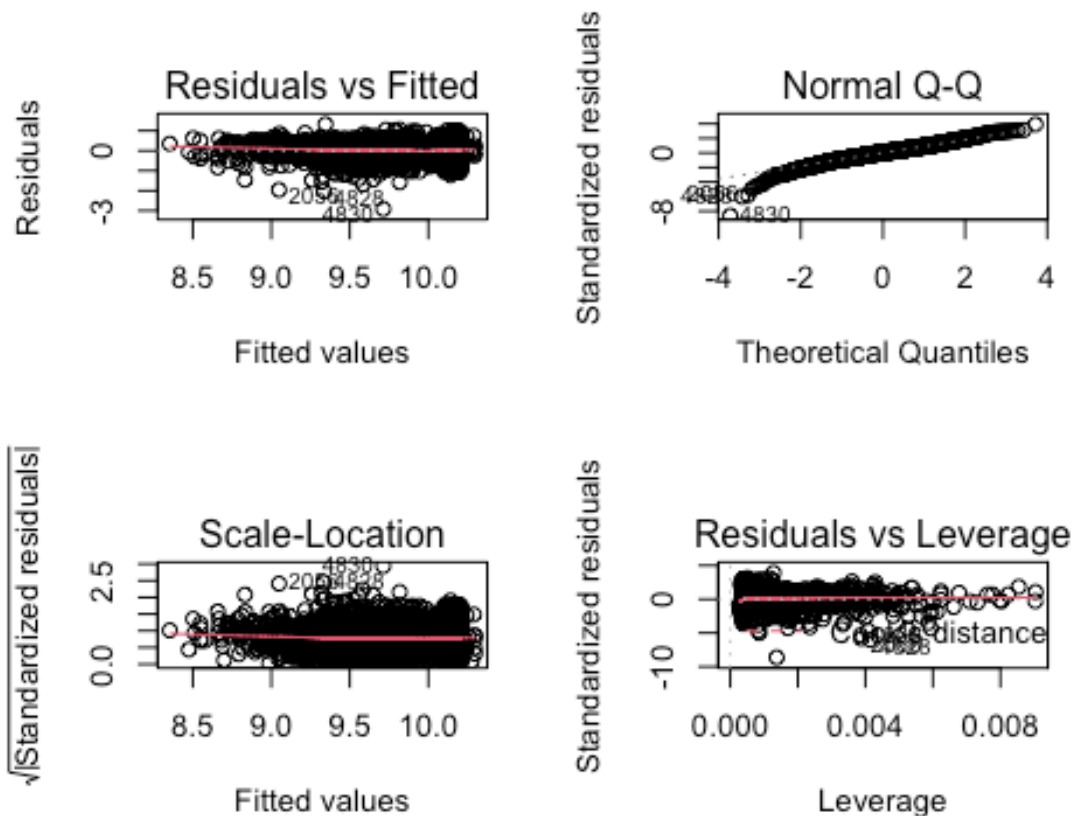 Residuals vs Fitted
Residuals
0
-3
4828
4830
8.5 9.0 9.5 10.0
Fitted values
Normal Q-Q
Standardized residuals
0
-8
4830
-4 -2 0 2 4
Theoretical Quantiles
Scale-Location
√|Standardized residuals|
2.5
0.0
4830
4828
8.5 9.0 9.5 10.0
Fitted values
Residuals vs Leverage
Standardized residuals
0
-10
distance
0.000 0.004 0.008
Leverage